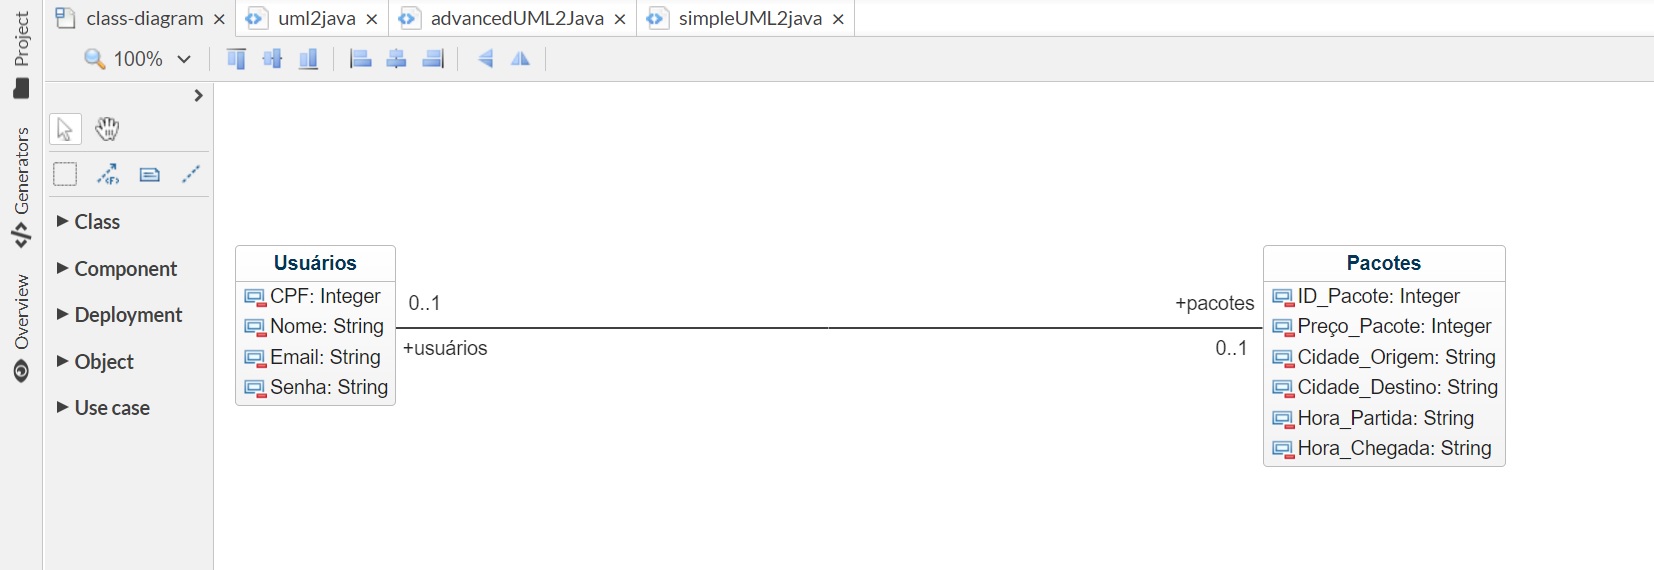 class-diagram
uml2java
advancedUML2Java
simpleUML2java
100%
Project
Generators
Overview
Class
Component
Deployment
Object
Use case
Usuários
CPF: Integer
Nome: String
Email: String
Senha: String
0..1
+usuários
+pacotes
0..1
Pacotes
ID_Pacote: Integer
Preço_Pacote: Integer
Cidade_Origem: String
Cidade_Destino: String
Hora_Partida: String
Hora_Chegada: String